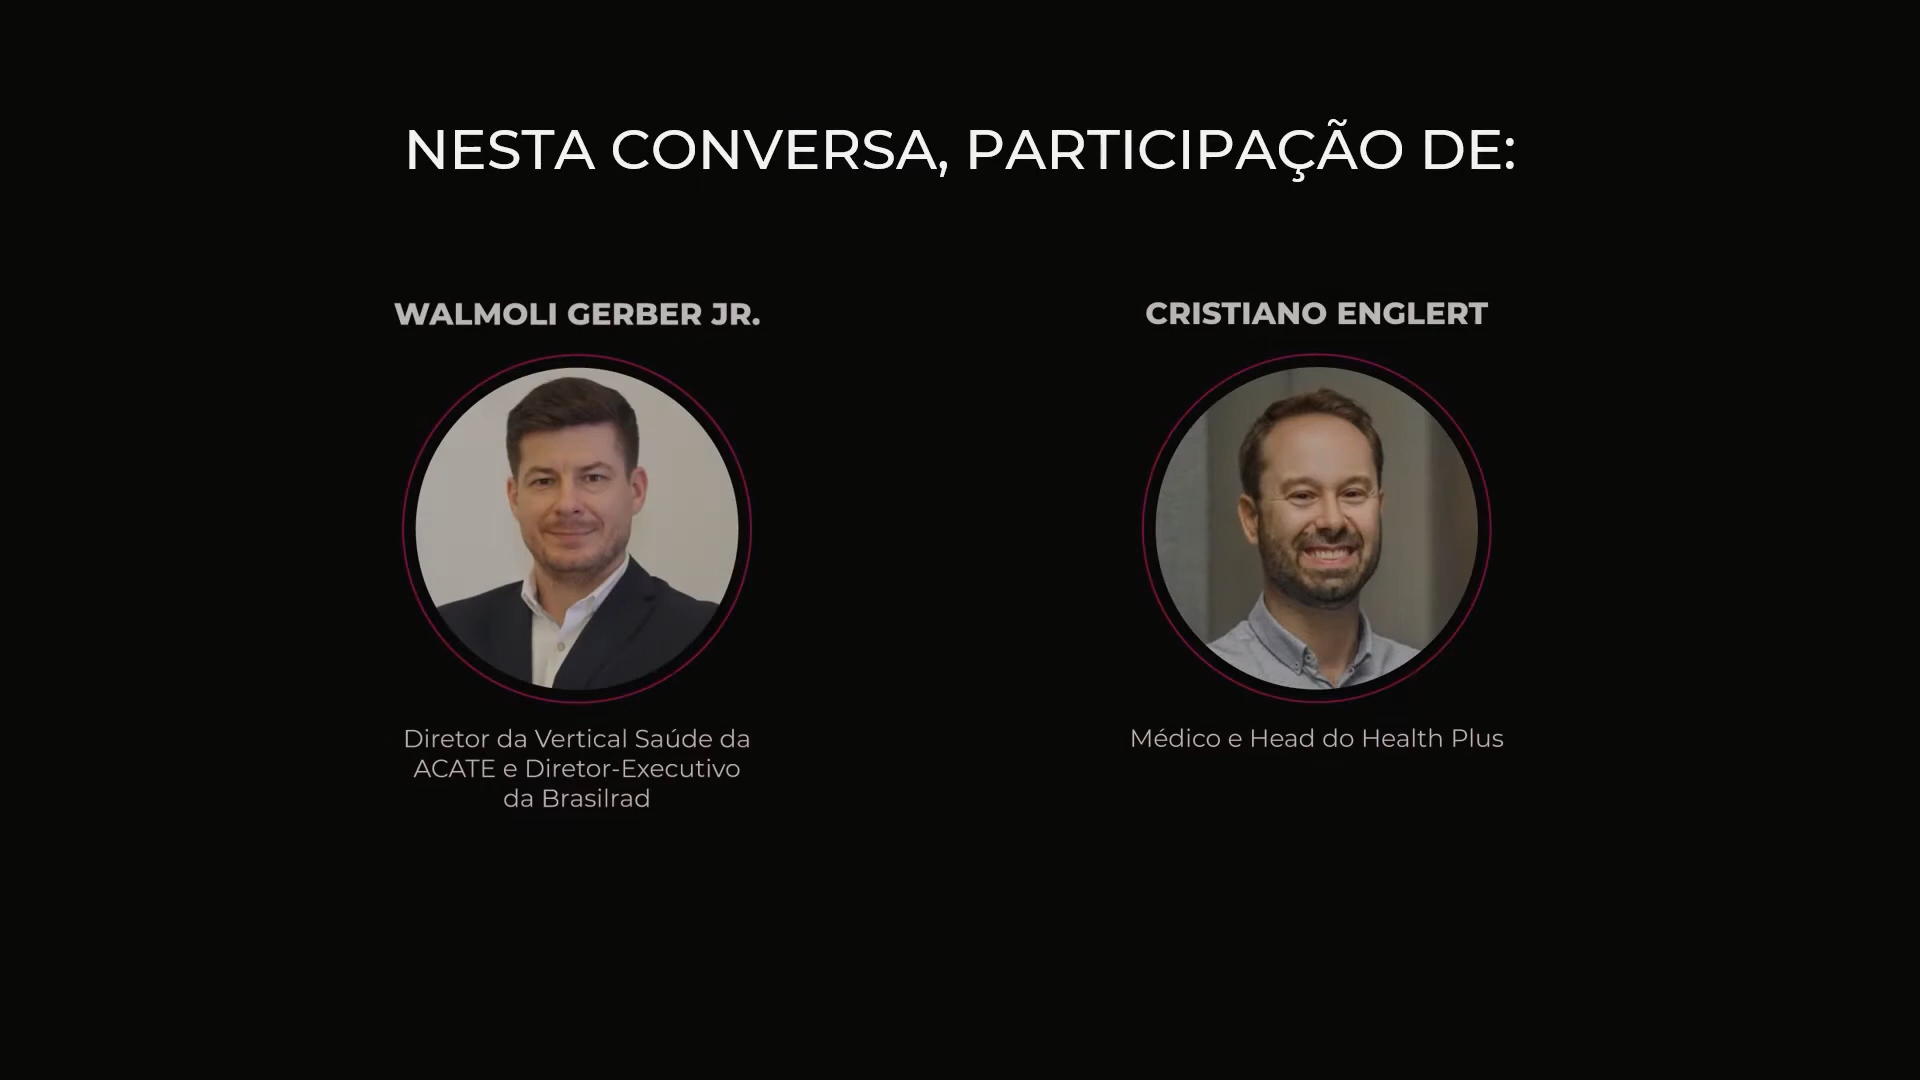 NESTA CONVERSA, PARTICIPAÇÃO DE:
WALMOLI GERBER JR.
Diretor da Vertical Saúde da
ACATE e Diretor-Executivo
da Brasilrad
CRISTIANO ENGLERT
Médico e Head do Health Plus